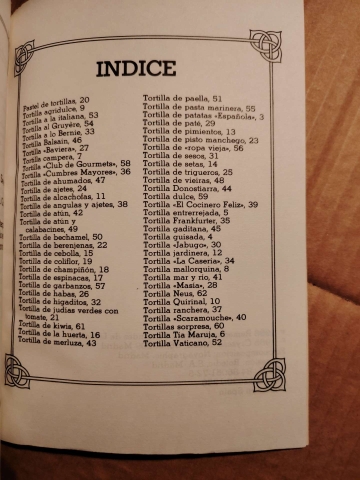 INDICE
Pastel de tortillas, 20
Tortilla agridulce, 9
Tortilla a la italiana, 53
Tortilla al Gruyére, 54
Tortilla a lo Bernie, 33
Tortilla Balsain, 46
Tortilla «Baviera», 27
Tortilla campera, 7
Tortilla «Club de Gourmets», 58
Tortilla «Cumbres Mayores», 36
Tortilla de ahumados, 47
Tortilla de ajetes, 24
Tortilla de alcachofas, 11
Tortilla de angulas y ajetes, 38
Tortilla de atún, 42
Tortilla de atún y
calabacines, 49
Tortilla de bechamel, 50
Tortilla de berenjenas, 22
Tortilla de cebolla, 15
Tortilla de coliflor, 19
Tortilla de champiñón, 18
Tortilla de espinacas, 17
Tortilla de garbanzos, 57
Tortilla de habas, 26
Tortilla de higaditos, 32
Tortilla de judías verdes con
tomate, 21
Tortilla de kiwis, 61
Tortilla de la huerta, 16
Tortilla de merluza, 43
Tortilla de paella, 51
Tortilla de pasta marinera, 55
Tortilla de patatas «Española», 3
Tortilla de paté, 29
Tortilla de pimientos, 13
Tortilla de pisto manchego, 23
Tortilla de «ropa vieja», 56
Tortilla de sesos, 31
Tortilla de setas, 14
Tortilla de trigueros, 25
Tortilla de vieiras, 48
Tortilla Donostiarra, 44
Tortilla dulce, 59
Tortilla «El Cocinero Feliz», 39
Tortilla enterrejada, 5
Tortilla Frankfurter, 35
Tortilla gaditana, 45
Tortilla guisada, 4
Tortilla «Jabugo», 30
Tortilla jardinera, 12
Tortilla «La Caseria», 34
Tortilla mallorquina, 8
Tortilla mar y río, 41
Tortilla «Masia», 28
Tortilla Neus, 62
Tortilla Quirinal, 10
Tortilla ranchera, 37
Tortilla «Scaramouche», 40
Tortillas sorpresa, 60
Tortilla Tía Maruja, 6
Tortilla Vaticano, 52